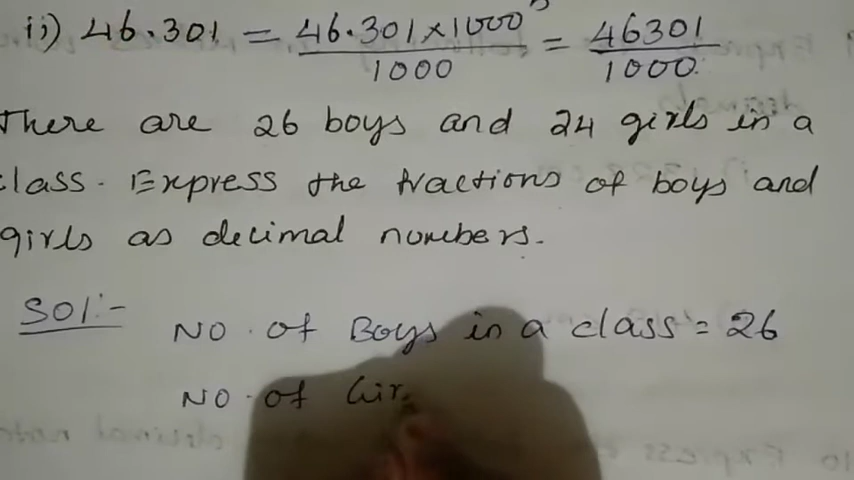 ii) 46.301 = 46.301×1000 / 1000 = 46301 / 1000
There are 26 boys and 24 girls in a
class. Express the fractions of boys and
girls as decimal numbers.
Sol:-
No. of Boys in a class = 26
No. of Gir